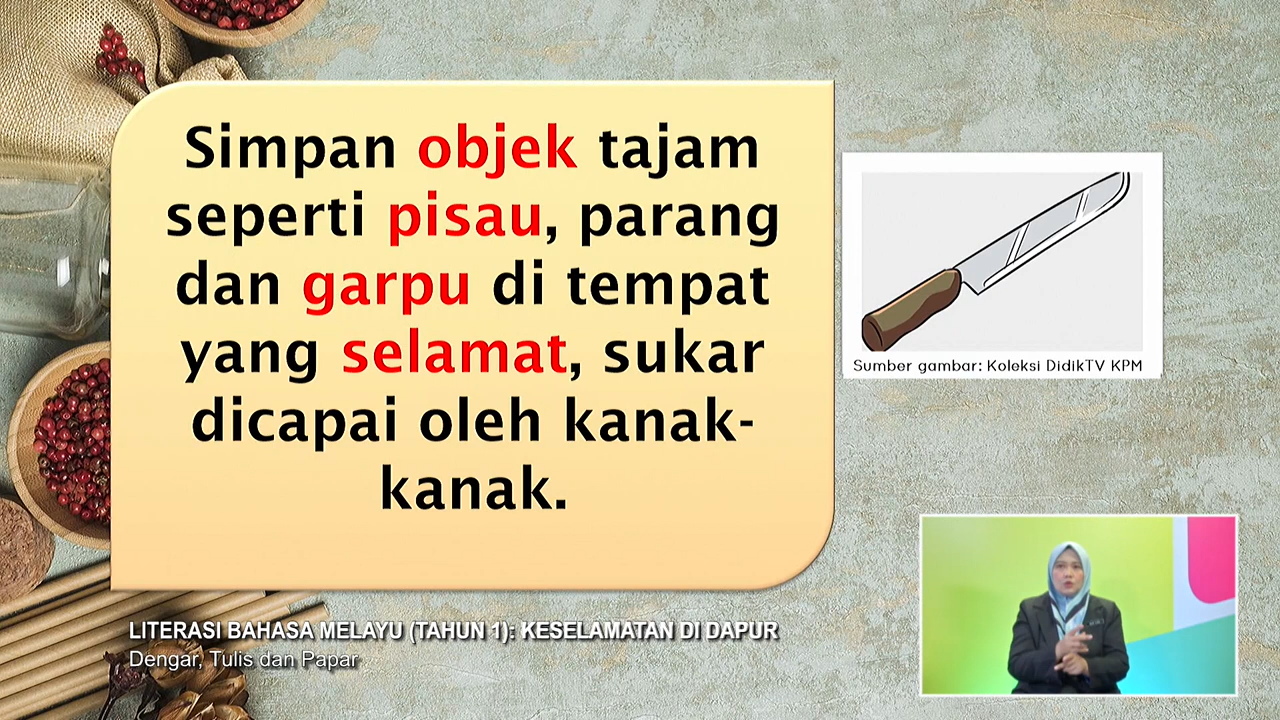 Simpan objek tajam
seperti pisau, parang
dan garpu di tempat
yang selamat, sukar
dicapai oleh kanak-
kanak.
Sumber gambar: Koleksi DidikTV KPM
LITERASI BAHASA MELAYU (TAHUN 1): KESELAMATAN DI DAPUR
Dengar, Tulis dan Papar